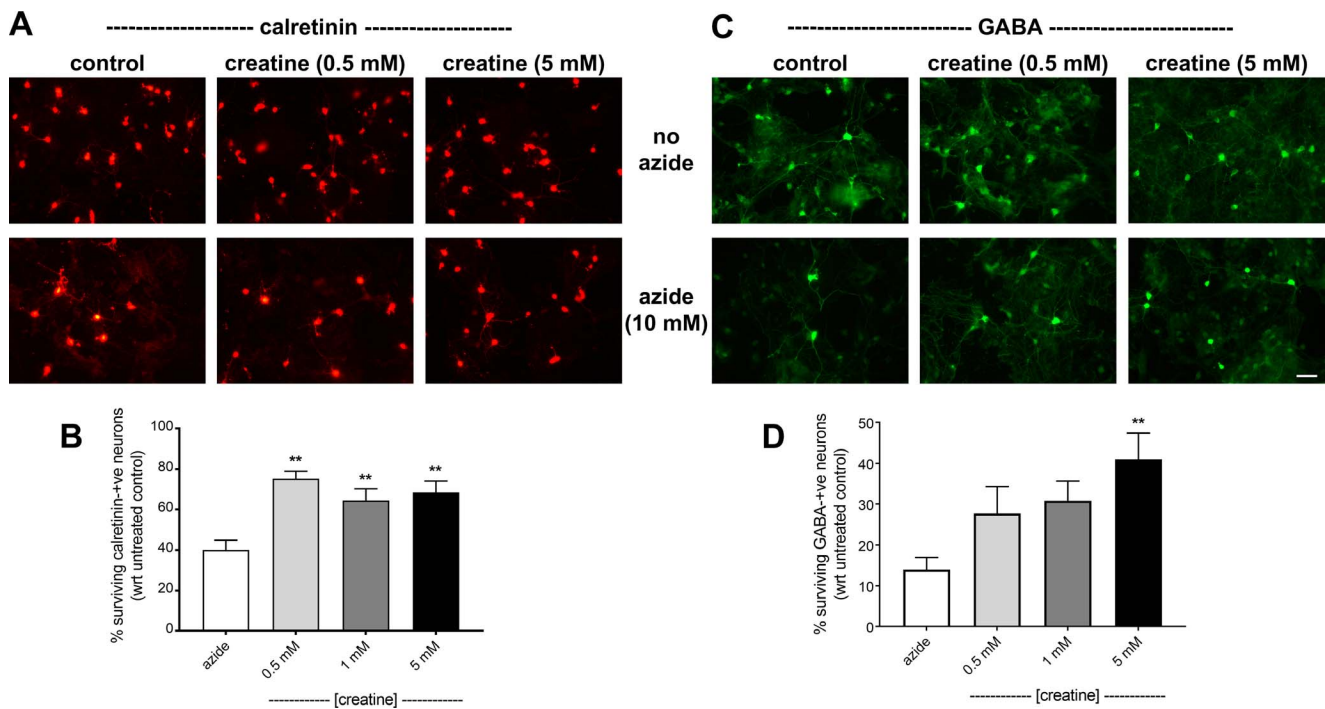 A
calretinin
control
creatine (0.5 mM)
creatine (5 mM)
C
GABA
control
creatine (0.5 mM)
creatine (5 mM)
no
azide
azide
(10 mM)
B
% surviving calretinin-+ve neurons
(wrt untreated control)
100
80
60
40
20
0
**
**
**
azide
0.5 mM
1 mM
5 mM
------------ [creatine] ------------
D
% surviving GABA-+ve neurons
(wrt untreated control)
50
40
30
20
10
0
**
azide
0.5 mM
1 mM
5 mM
------------ [creatine] ------------